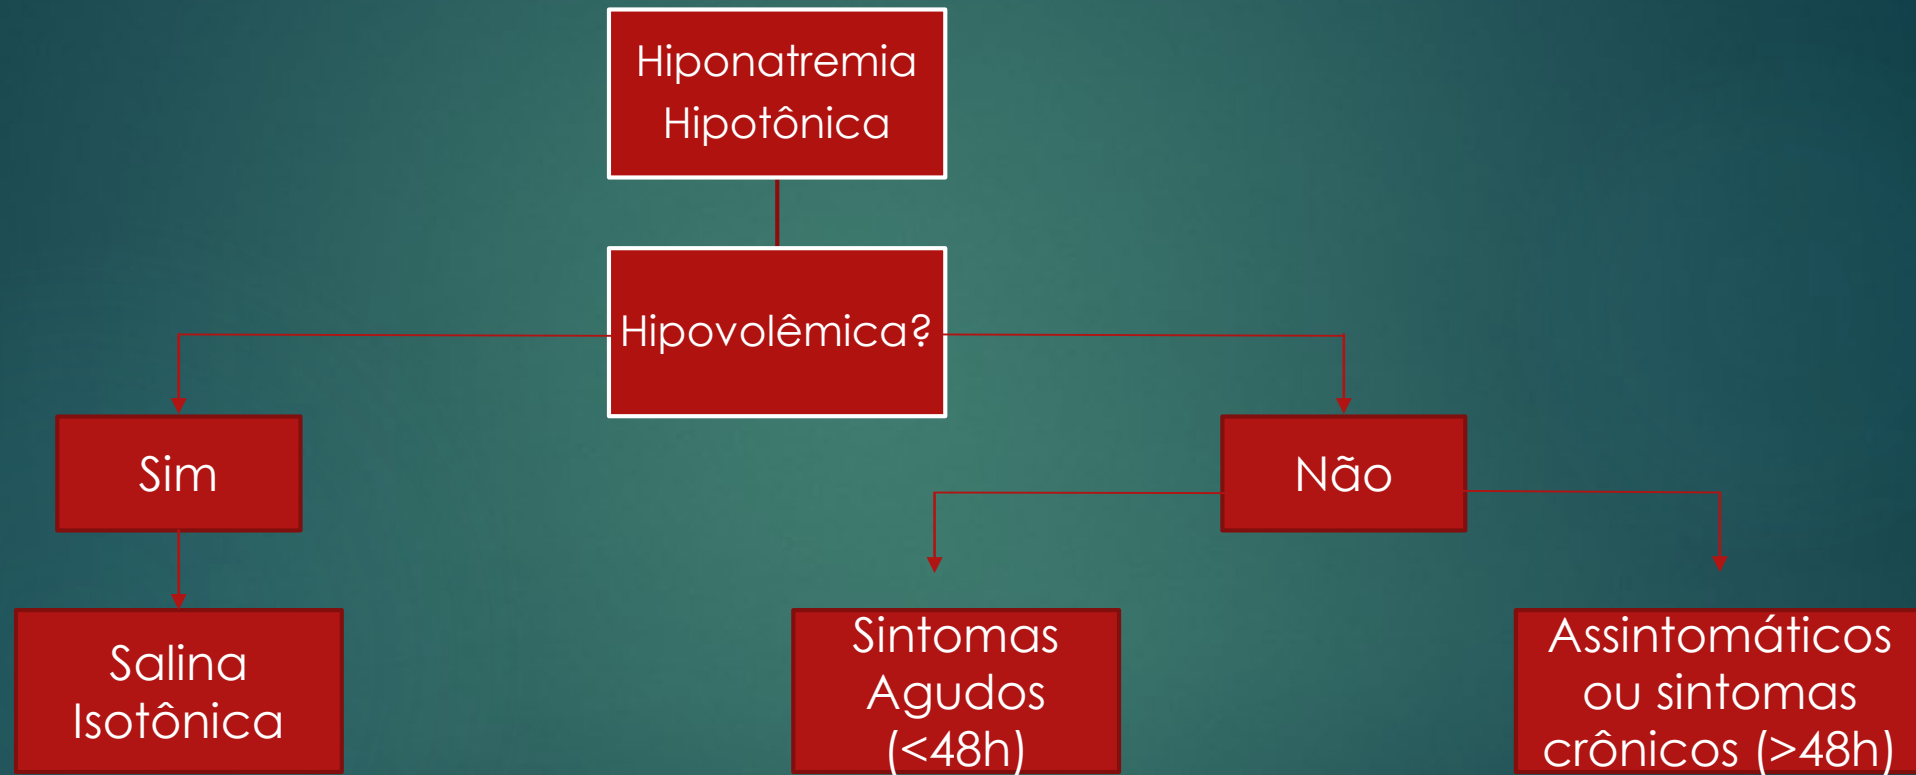 Hiponatremia
Hipotônica
Hipovolêmica?
Sim
Não
Salina
Isotônica
Sintomas
Agudos
(<48h)
Assintomáticos
ou sintomas
crônicos (>48h)